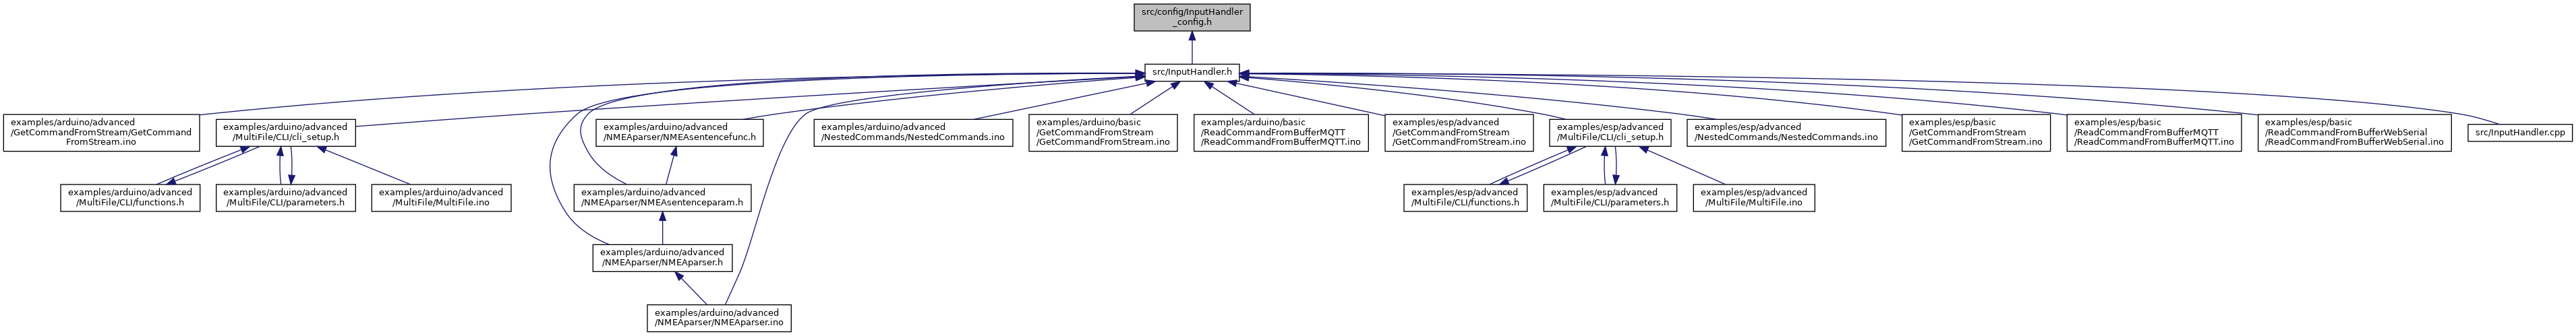 src/config/InputHandler
_config.h
src/InputHandler.h
examples/arduino/advanced
/GetCommandFromStream/GetCommand
FromStream.ino
examples/arduino/advanced
/MultiFile/CLI/cli_setup.h
examples/arduino/advanced
/NMEAparser/NMEAsentencefunc.h
examples/arduino/advanced
/NestedCommands/NestedCommands.ino
examples/arduino/basic
/GetCommandFromStream
/GetCommandFromStream.ino
examples/arduino/basic
/ReadCommandFromBufferMQTT
/ReadCommandFromBufferMQTT.ino
examples/esp/advanced
/GetCommandFromStream
/GetCommandFromStream.ino
examples/esp/advanced
/MultiFile/CLI/cli_setup.h
examples/esp/advanced
/NestedCommands/NestedCommands.ino
examples/esp/basic
/GetCommandFromStream
/GetCommandFromStream.ino
examples/esp/basic
/ReadCommandFromBufferMQTT
/ReadCommandFromBufferMQTT.ino
examples/esp/basic
/ReadCommandFromBufferWebSerial
/ReadCommandFromBufferWebSerial.ino
src/InputHandler.cpp
examples/arduino/advanced
/MultiFile/CLI/functions.h
examples/arduino/advanced
/MultiFile/CLI/parameters.h
examples/arduino/advanced
/MultiFile/MultiFile.ino
examples/arduino/advanced
/NMEAparser/NMEAsentenceparam.h
examples/esp/advanced
/MultiFile/CLI/functions.h
examples/esp/advanced
/MultiFile/CLI/parameters.h
examples/esp/advanced
/MultiFile/MultiFile.ino
examples/arduino/advanced
/NMEAparser/NMEAparser.h
examples/arduino/advanced
/NMEAparser/NMEAparser.ino